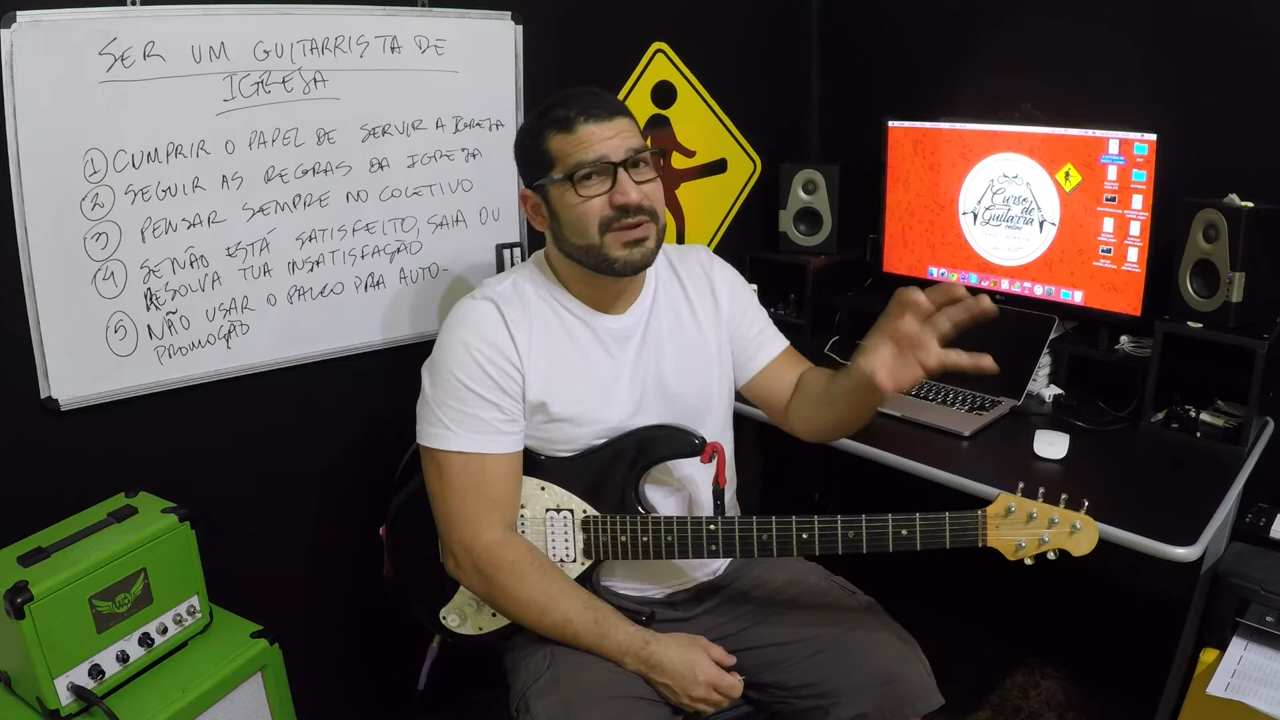 SER UM GUITARRISTA DE
IGREJA
1 CUMPRIR O PAPEL DE SERVIR A IGREJA
2 SEGUIR AS REGRAS DA IGREJA
3 PENSAR SEMPRE NO COLETIVO
4 SE NÃO ESTA SATISFEITO SAIA OU
RESOLVA TUA INSATISFAÇÃO
5 NÃO USAR O PALCO PRA AUTO-
PROMOÇÃO
Curso
de
Guitarra
online